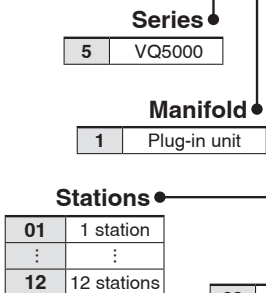 Series
5 VQ5000
Manifold
1 Plug-in unit
Stations
01 1 station
⋮ ⋮
12 12 stations